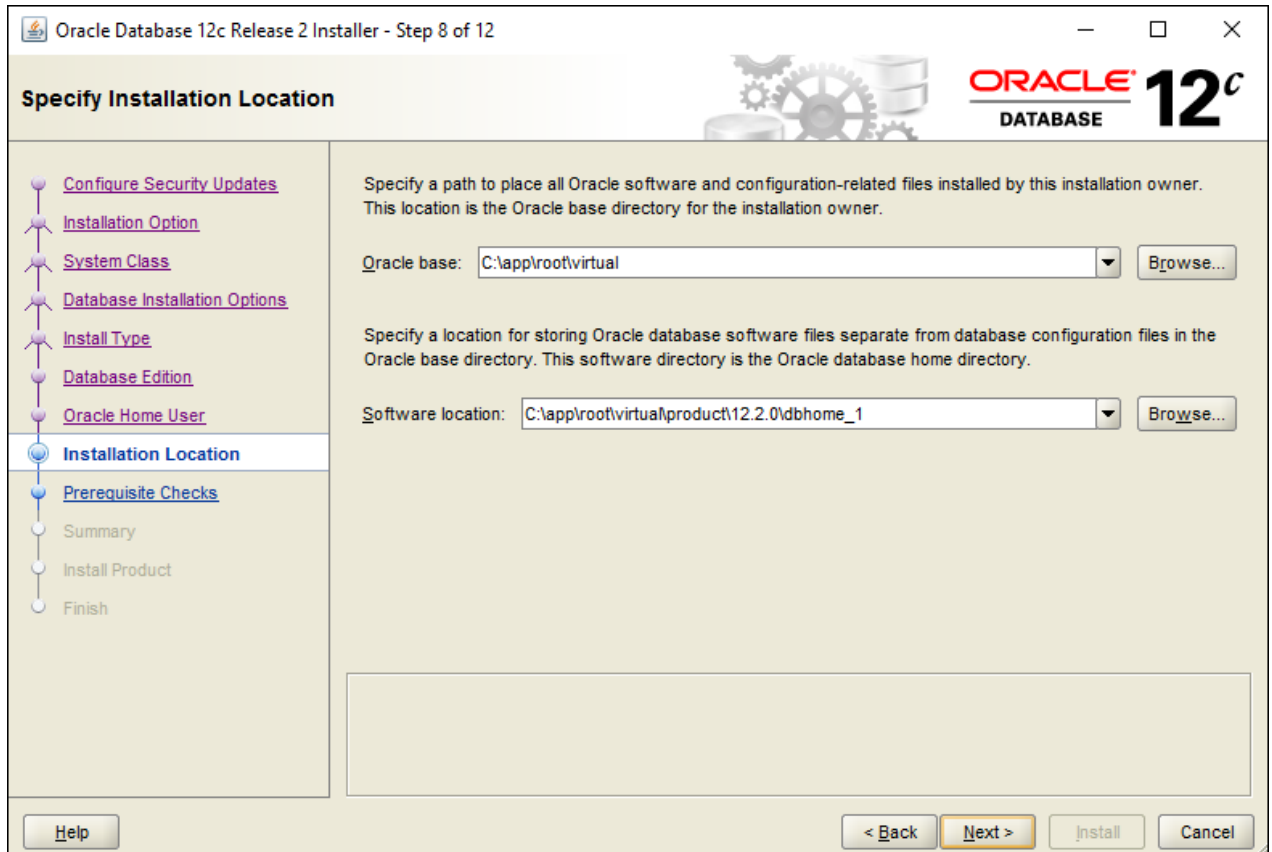 Oracle Database 12c Release 2 Installer - Step 8 of 12
Specify Installation Location
ORACLE
DATABASE
12c
Configure Security Updates
Installation Option
System Class
Database Installation Options
Install Type
Database Edition
Oracle Home User
Installation Location
Prerequisite Checks
Summary
Install Product
Finish
Specify a path to place all Oracle software and configuration-related files installed by this installation owner.
This location is the Oracle base directory for the installation owner.
Oracle base: C:\app\root\virtual Browse...
Specify a location for storing Oracle database software files separate from database configuration files in the
Oracle base directory. This software directory is the Oracle database home directory.
Software location: C:\app\root\virtual\product\12.2.0\dbhome_1 Browse...
Help < Back Next > Install Cancel